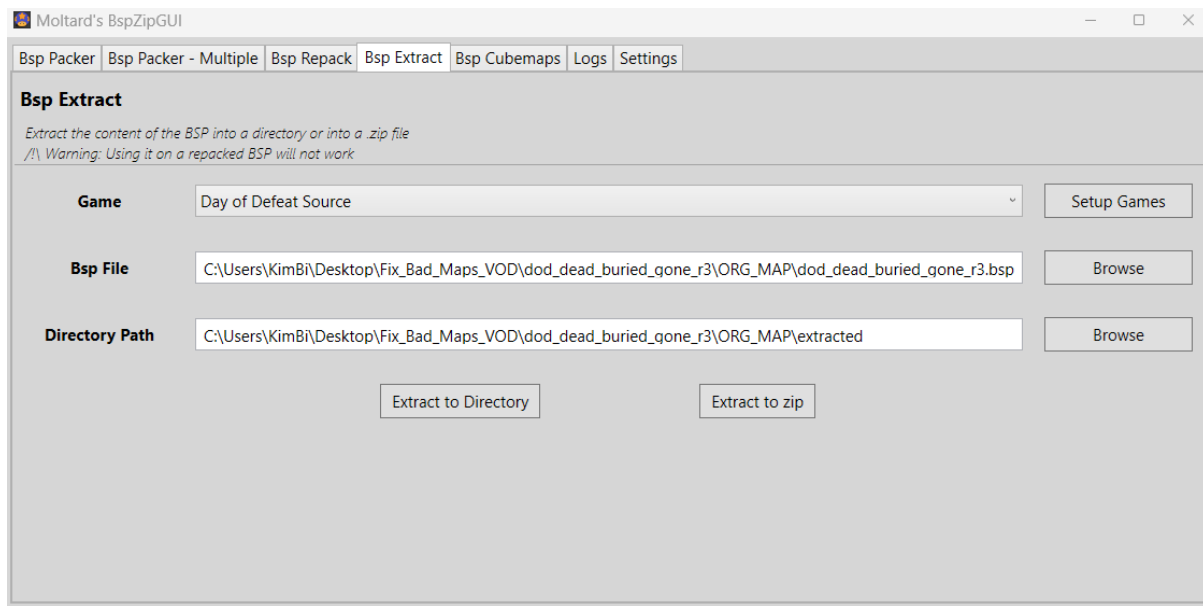 Moltard's BspZipGUI
Bsp Packer Bsp Packer - Multiple Bsp Repack Bsp Extract Bsp Cubemaps Logs Settings
Bsp Extract
Extract the content of the BSP into a directory or into a .zip file
/!\ Warning: Using it on a repacked BSP will not work
Game Day of Defeat Source Setup Games
Bsp File C:\Users\KimBi\Desktop\Fix_Bad_Maps_VOD\dod_dead_buried_gone_r3\ORG_MAP\dod_dead_buried_gone_r3.bsp Browse
Directory Path C:\Users\KimBi\Desktop\Fix_Bad_Maps_VOD\dod_dead_buried_gone_r3\ORG_MAP\extracted Browse
Extract to Directory Extract to zip